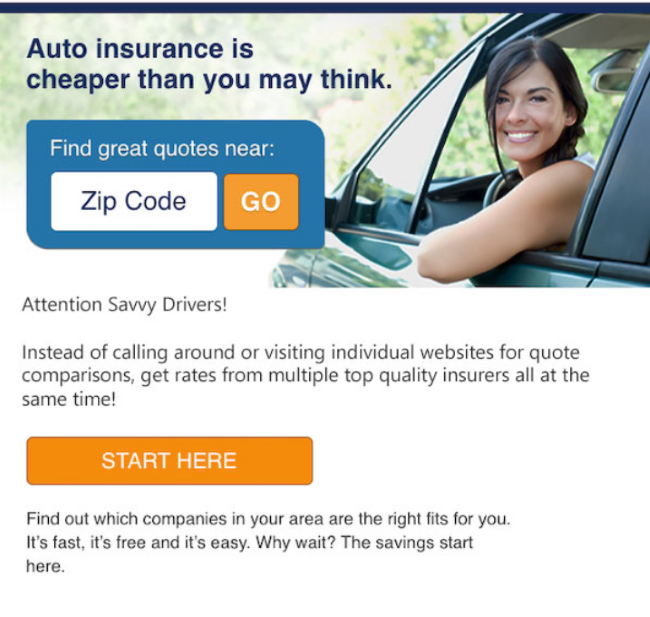 Auto insurance is
cheaper than you may think.
Find great quotes near:
Zip Code
GO
Attention Savvy Drivers!
Instead of calling around or visiting individual websites for quote
comparisons, get rates from multiple top quality insurers all at the
same time!
START HERE
Find out which companies in your area are the right fits for you.
It's fast, it's free and it's easy. Why wait? The savings start
here.